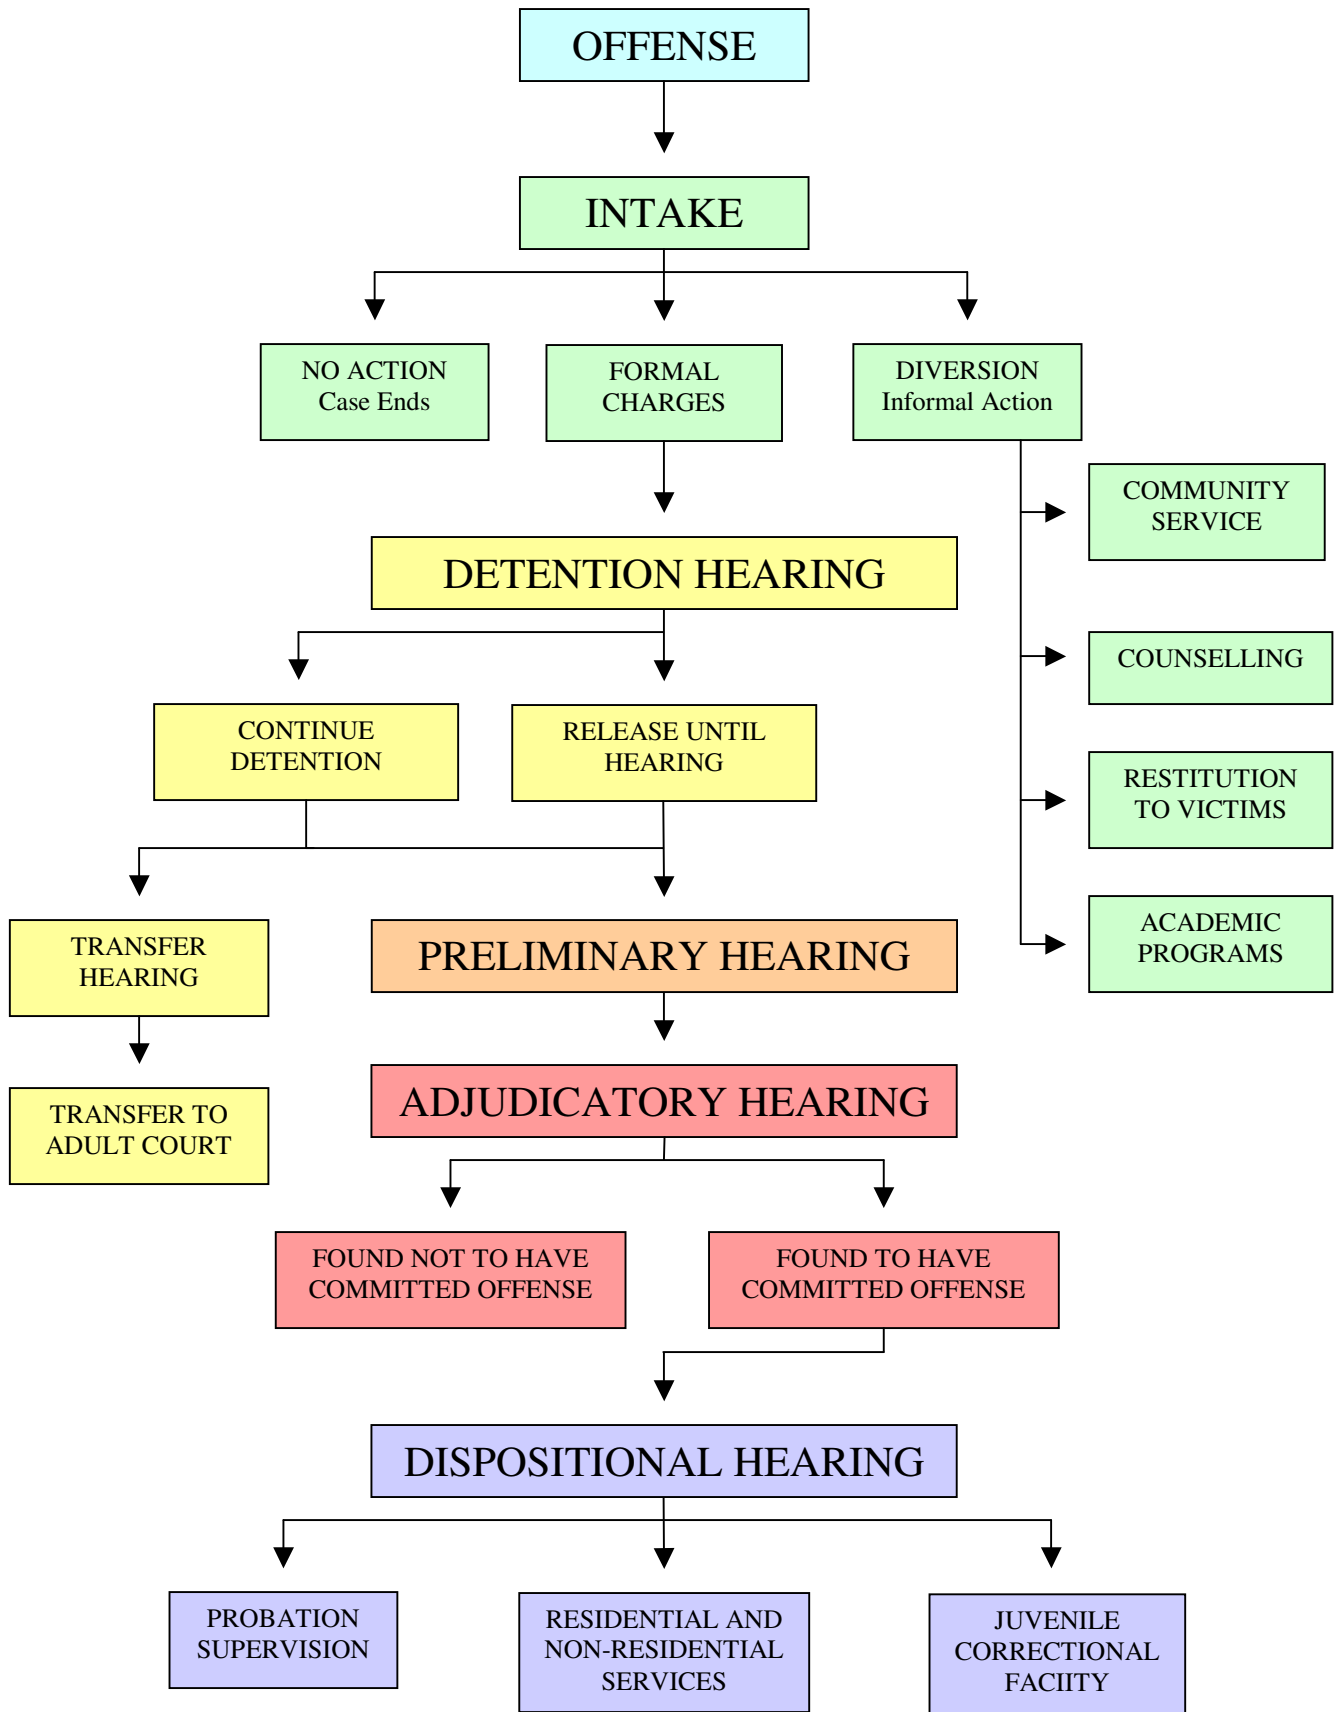 OFFENSE
INTAKE
NO ACTION
Case Ends
FORMAL
CHARGES
DIVERSION
Informal Action
COMMUNITY
SERVICE
DETENTION HEARING
COUNSELLING
CONTINUE
DETENTION
RELEASE UNTIL
HEARING
RESTITUTION
TO VICTIMS
TRANSFER
HEARING
PRELIMINARY HEARING
ACADEMIC
PROGRAMS
TRANSFER TO
ADULT COURT
ADJUDICATORY HEARING
FOUND NOT TO HAVE
COMMITTED OFFENSE
FOUND TO HAVE
COMMITTED OFFENSE
DISPOSITIONAL HEARING
PROBATION
SUPERVISION
RESIDENTIAL AND
NON-RESIDENTIAL
SERVICES
JUVENILE
CORRECTIONAL
FACIITY